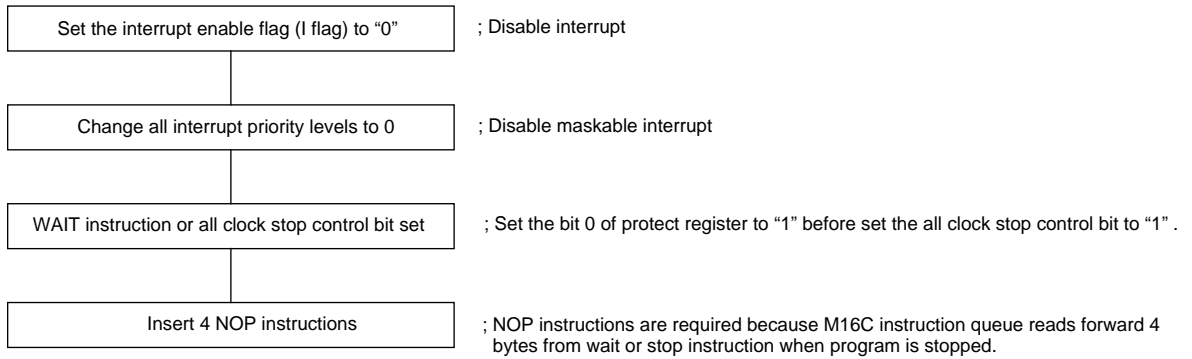 Set the interrupt enable flag (I flag) to “0”
; Disable interrupt
Change all interrupt priority levels to 0
; Disable maskable interrupt
WAIT instruction or all clock stop control bit set
; Set the bit 0 of protect register to “1” before set the all clock stop control bit to “1” .
Insert 4 NOP instructions
; NOP instructions are required because M16C instruction queue reads forward 4
bytes from wait or stop instruction when program is stopped.